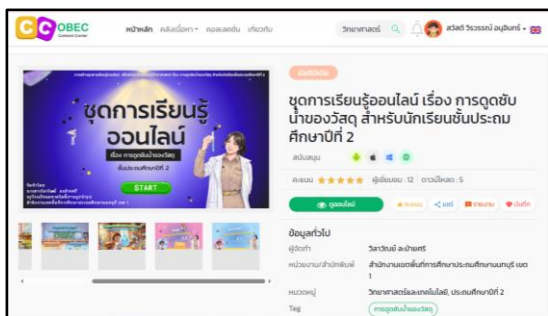 CC OBEC
Content Center
หน้าหลัก คลังเนื้อหา คอลเลคชัน เกี่ยวกับ
วิทยาศาสตร์
สวัสดี วีรวรรณ์ อนุอินทร์
มัลติมีเดีย
ชุดการเรียนรู้ออนไลน์ เรื่อง การดูดซับ
น้ำของวัสดุ สำหรับนักเรียนชั้นประถม
ศึกษาปีที่ 2
สนับสนุน
คะแนน ผู้เยี่ยมชม : 12 ดาวน์โหลด : 5
ดูออนไลน์ คะแนน แชร์ รายงาน บันทึก
ข้อมูลทั่วไป
ผู้จัดทำ วิลาวัณย์ ละม้ายศรี
หน่วยงาน/สำนักพิมพ์ สำนักงานเขตพื้นที่การศึกษาประถมศึกษานนทบุรี เขต
1
หมวดหมู่ วิทยาศาสตร์และเทคโนโลยี, ประถมศึกษาปีที่ 2
Tag การดูดซับน้ำของวัสดุ
ชุดการเรียนรู้
ออนไลน์
เรื่อง การดูดซับน้ำของวัสดุ
ชั้นประถมศึกษาปีที่ 2
START